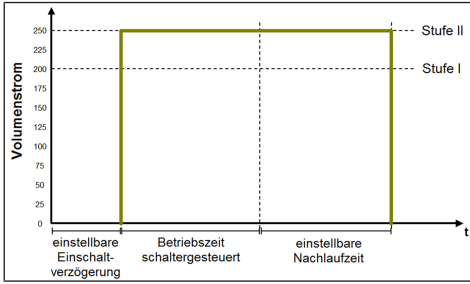 Volumenstrom
250
225
200
175
150
125
100
75
50
25
0
Stufe II
Stufe I
t
einstellbare
Einschalt-
verzögerung
Betriebszeit
schaltergesteuert
einstellbare
Nachlaufzeit